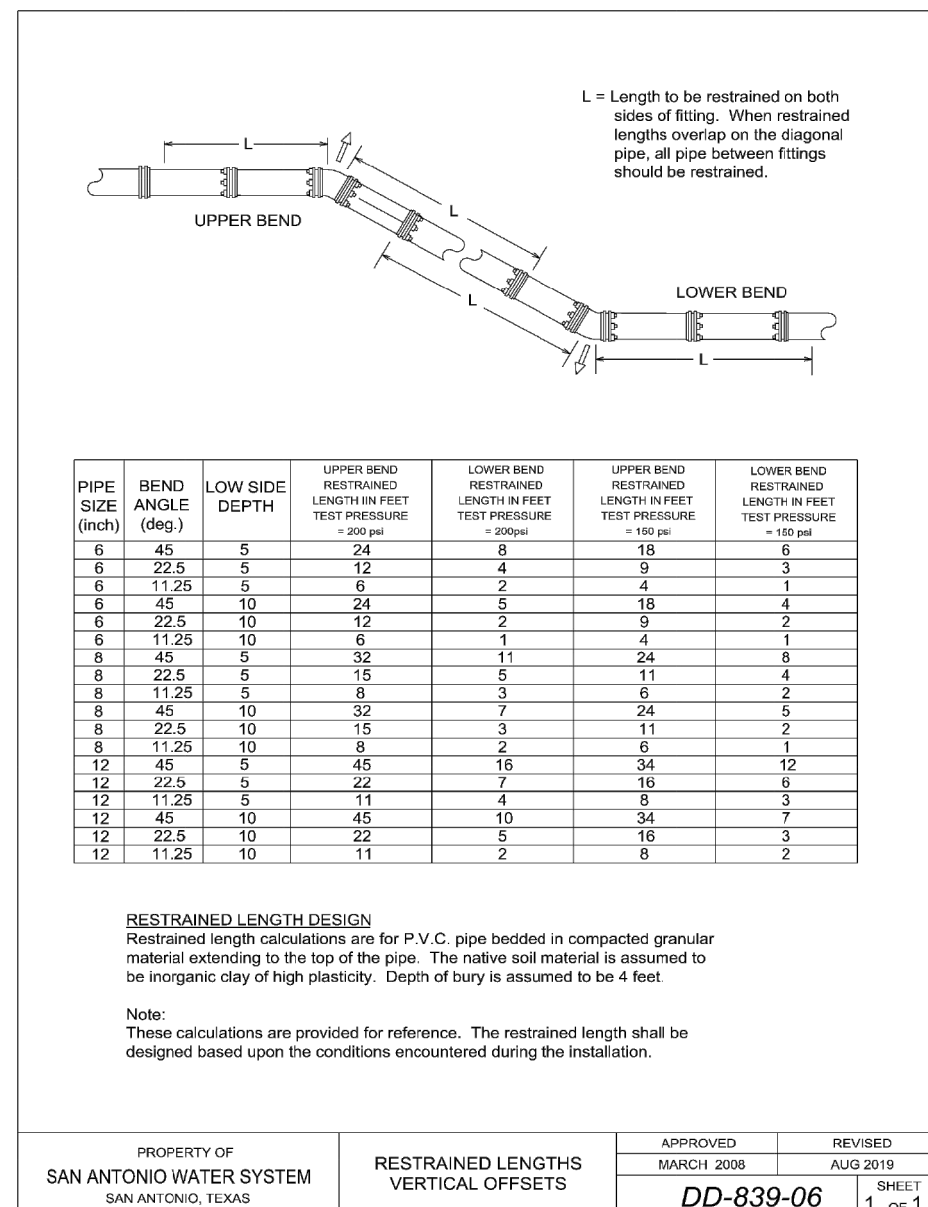 L = Length to be restrained on both
sides of fitting. When restrained
lengths overlap on the diagonal
pipe, all pipe between fittings
should be restrained.
L
UPPER BEND
L
L
LOWER BEND
L
PIPE SIZE (inch) BEND ANGLE (deg.) LOW SIDE DEPTH UPPER BEND RESTRAINED LENGTH IIN FEET TEST PRESSURE = 200 psi LOWER BEND RESTRAINED LENGTH IN FEET TEST PRESSURE = 200psi UPPER BEND RESTRAINED LENGTH IN FEET TEST PRESSURE = 150 psi LOWER BEND RESTRAINED LENGTH IN FEET TEST PRESSURE = 150 psi
6 45 5 24 8 18 6
6 22.5 5 12 4 9 3
6 11.25 5 6 2 4 1
6 45 10 24 5 18 4
6 22.5 10 12 2 9 2
6 11.25 10 6 1 4 1
8 45 5 32 11 24 8
8 22.5 5 15 5 11 4
8 11.25 5 8 3 6 2
8 45 10 32 7 24 5
8 22.5 10 15 3 11 2
8 11.25 10 8 2 6 1
12 45 5 45 16 34 12
12 22.5 5 22 7 16 6
12 11.25 5 11 4 8 3
12 45 10 45 10 34 7
12 22.5 10 22 5 16 3
12 11.25 10 11 2 8 2
RESTRAINED LENGTH DESIGN
Restrained length calculations are for P.V.C. pipe bedded in compacted granular
material extending to the top of the pipe. The native soil material is assumed to
be inorganic clay of high plasticity. Depth of bury is assumed to be 4 feet.
Note:
These calculations are provided for reference. The restrained length shall be
designed based upon the conditions encountered during the installation.
PROPERTY OF
SAN ANTONIO WATER SYSTEM
SAN ANTONIO, TEXAS
RESTRAINED LENGTHS
VERTICAL OFFSETS
APPROVED REVISED
MARCH 2008 AUG 2019
DD-839-06
SHEET
1 OF 1